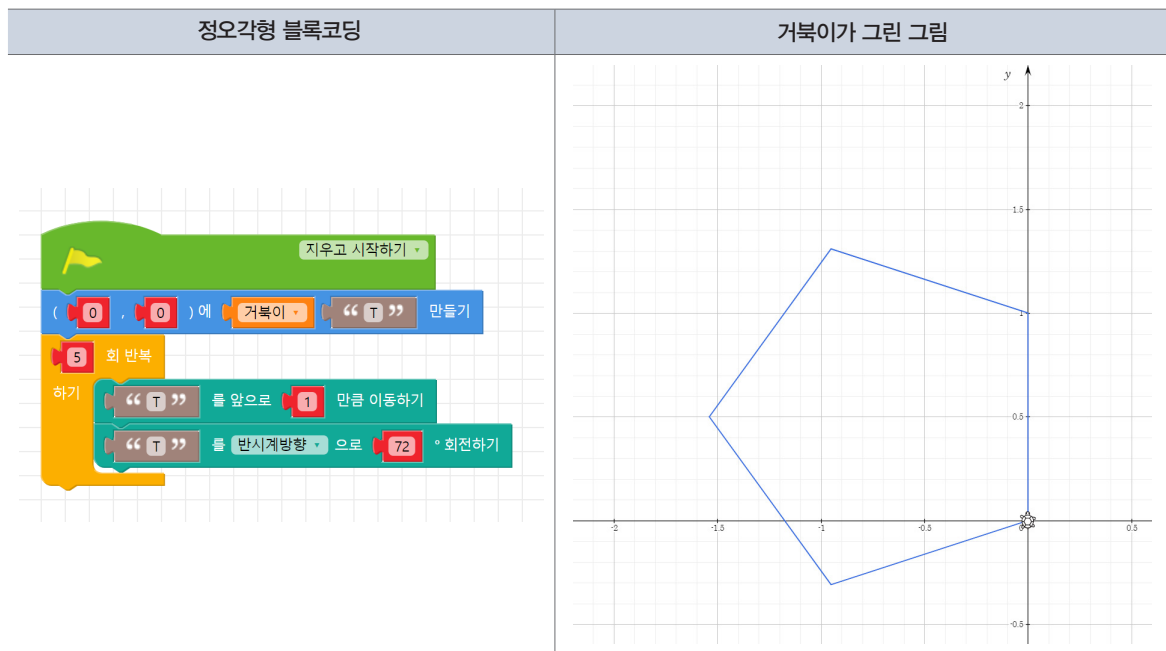 정오각형 블록코딩
거북이가 그린 그림
지우고 시작하기
( 0 , 0 ) 에 거북이 “ T ” 만들기
5 회 반복
하기
“ T ” 를 앞으로 1 만큼 이동하기
“ T ” 를 반시계방향 으로 72 ° 회전하기
y
2
1.5
1
0.5
-2 -1.5 -1 -0.5 0 0.5
-0.5